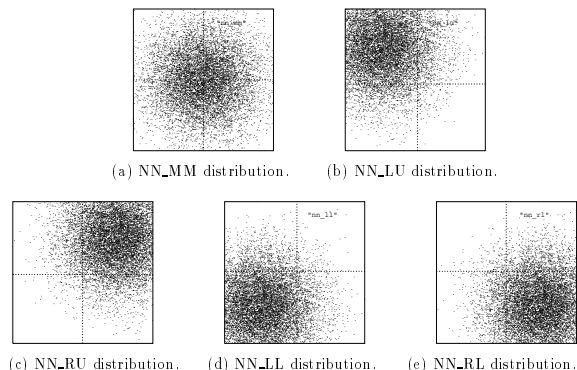 "nn_mm"
"nn_lu"
(a) NN_MM distribution.
(b) NN_LU distribution.
"nn_ll"
"nn_rl"
(c) NN_RU distribution.
(d) NN_LL distribution.
(e) NN_RL distribution.